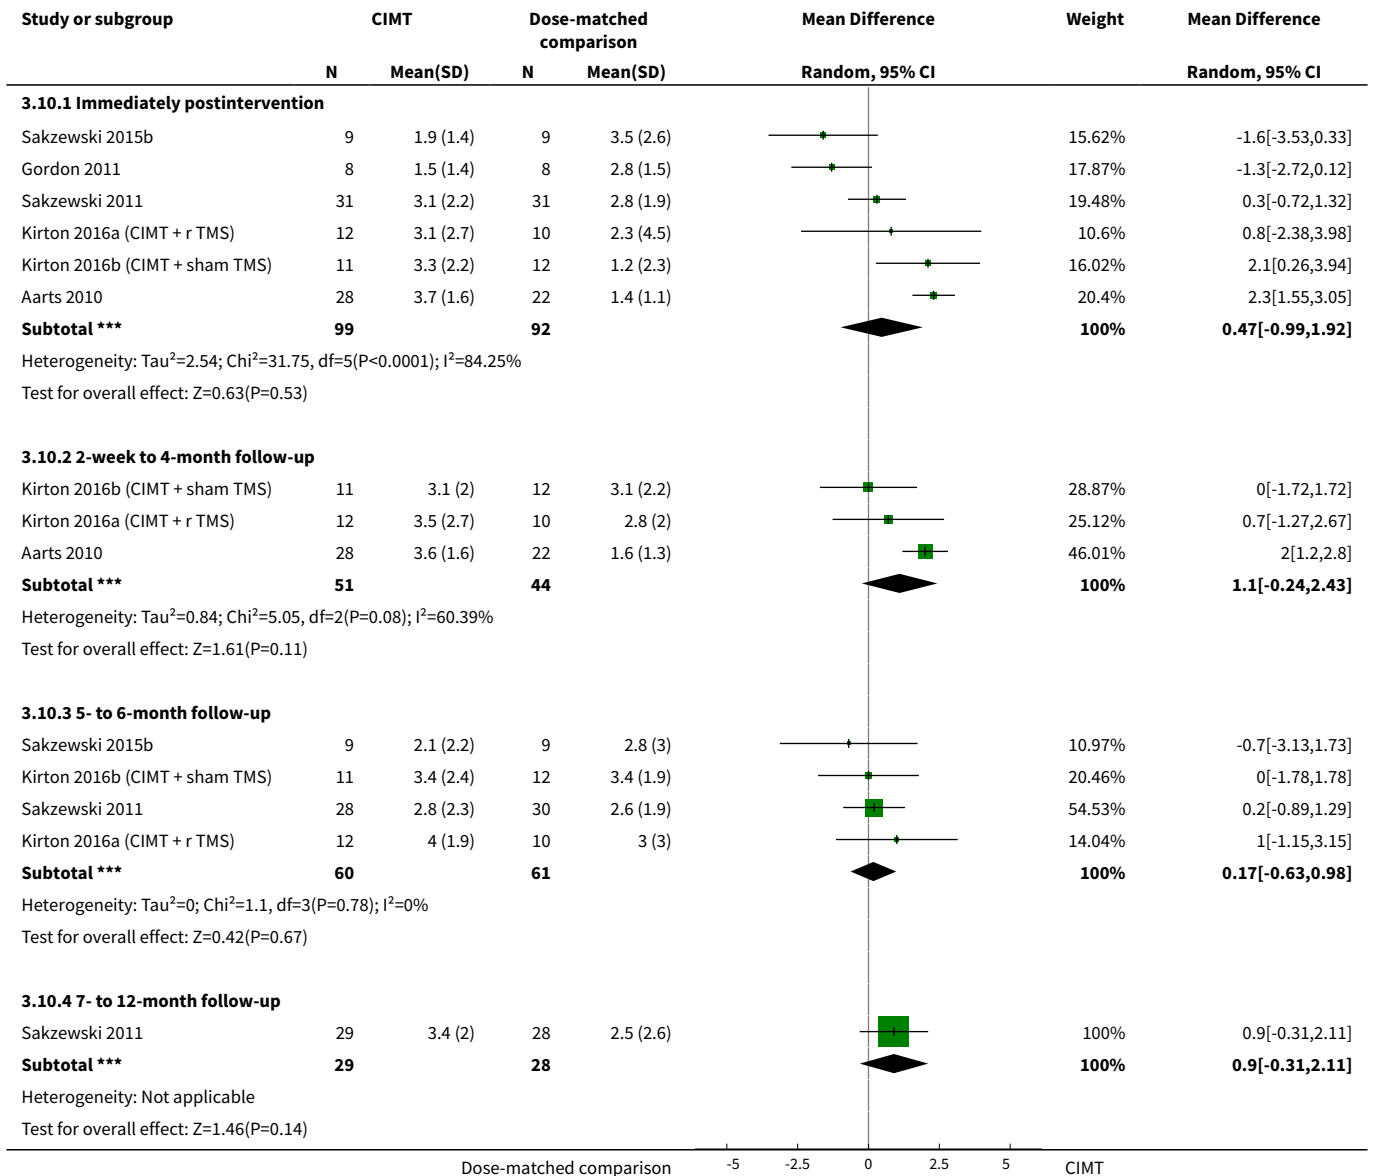 Study or subgroup CIMT Dose-matched comparison Mean Difference Weight Mean Difference
N Mean(SD) N Mean(SD) Random, 95% CI Random, 95% CI
3.10.1 Immediately postintervention
Sakzewski 2015b 9 1.9 (1.4) 9 3.5 (2.6) 15.62% -1.6[-3.53,0.33]
Gordon 2011 8 1.5 (1.4) 8 2.8 (1.5) 17.87% -1.3[-2.72,0.12]
Sakzewski 2011 31 3.1 (2.2) 31 2.8 (1.9) 19.48% 0.3[-0.72,1.32]
Kirton 2016a (CIMT + r TMS) 12 3.1 (2.7) 10 2.3 (4.5) 10.6% 0.8[-2.38,3.98]
Kirton 2016b (CIMT + sham TMS) 11 3.3 (2.2) 12 1.2 (2.3) 16.02% 2.1[0.26,3.94]
Aarts 2010 28 3.7 (1.6) 22 1.4 (1.1) 20.4% 2.3[1.55,3.05]
Subtotal *** 99 92 100% 0.47[-0.99,1.92]
Heterogeneity: Tau²=2.54; Chi²=31.75, df=5(P<0.0001); I²=84.25%
Test for overall effect: Z=0.63(P=0.53)
3.10.2 2-week to 4-month follow-up
Kirton 2016b (CIMT + sham TMS) 11 3.1 (2) 12 3.1 (2.2) 28.87% 0[-1.72,1.72]
Kirton 2016a (CIMT + r TMS) 12 3.5 (2.7) 10 2.8 (2) 25.12% 0.7[-1.27,2.67]
Aarts 2010 28 3.6 (1.6) 22 1.6 (1.3) 46.01% 2[1.2,2.8]
Subtotal *** 51 44 100% 1.1[-0.24,2.43]
Heterogeneity: Tau²=0.84; Chi²=5.05, df=2(P=0.08); I²=60.39%
Test for overall effect: Z=1.61(P=0.11)
3.10.3 5- to 6-month follow-up
Sakzewski 2015b 9 2.1 (2.2) 9 2.8 (3) 10.97% -0.7[-3.13,1.73]
Kirton 2016b (CIMT + sham TMS) 11 3.4 (2.4) 12 3.4 (1.9) 20.46% 0[-1.78,1.78]
Sakzewski 2011 28 2.8 (2.3) 30 2.6 (1.9) 54.53% 0.2[-0.89,1.29]
Kirton 2016a (CIMT + r TMS) 12 4 (1.9) 10 3 (3) 14.04% 1[-1.15,3.15]
Subtotal *** 60 61 100% 0.17[-0.63,0.98]
Heterogeneity: Tau²=0; Chi²=1.1, df=3(P=0.78); I²=0%
Test for overall effect: Z=0.42(P=0.67)
3.10.4 7- to 12-month follow-up
Sakzewski 2011 29 3.4 (2) 28 2.5 (2.6) 100% 0.9[-0.31,2.11]
Subtotal *** 29 28 100% 0.9[-0.31,2.11]
Heterogeneity: Not applicable
Test for overall effect: Z=1.46(P=0.14)
Dose-matched comparison -5 -2.5 0 2.5 5 CIMT